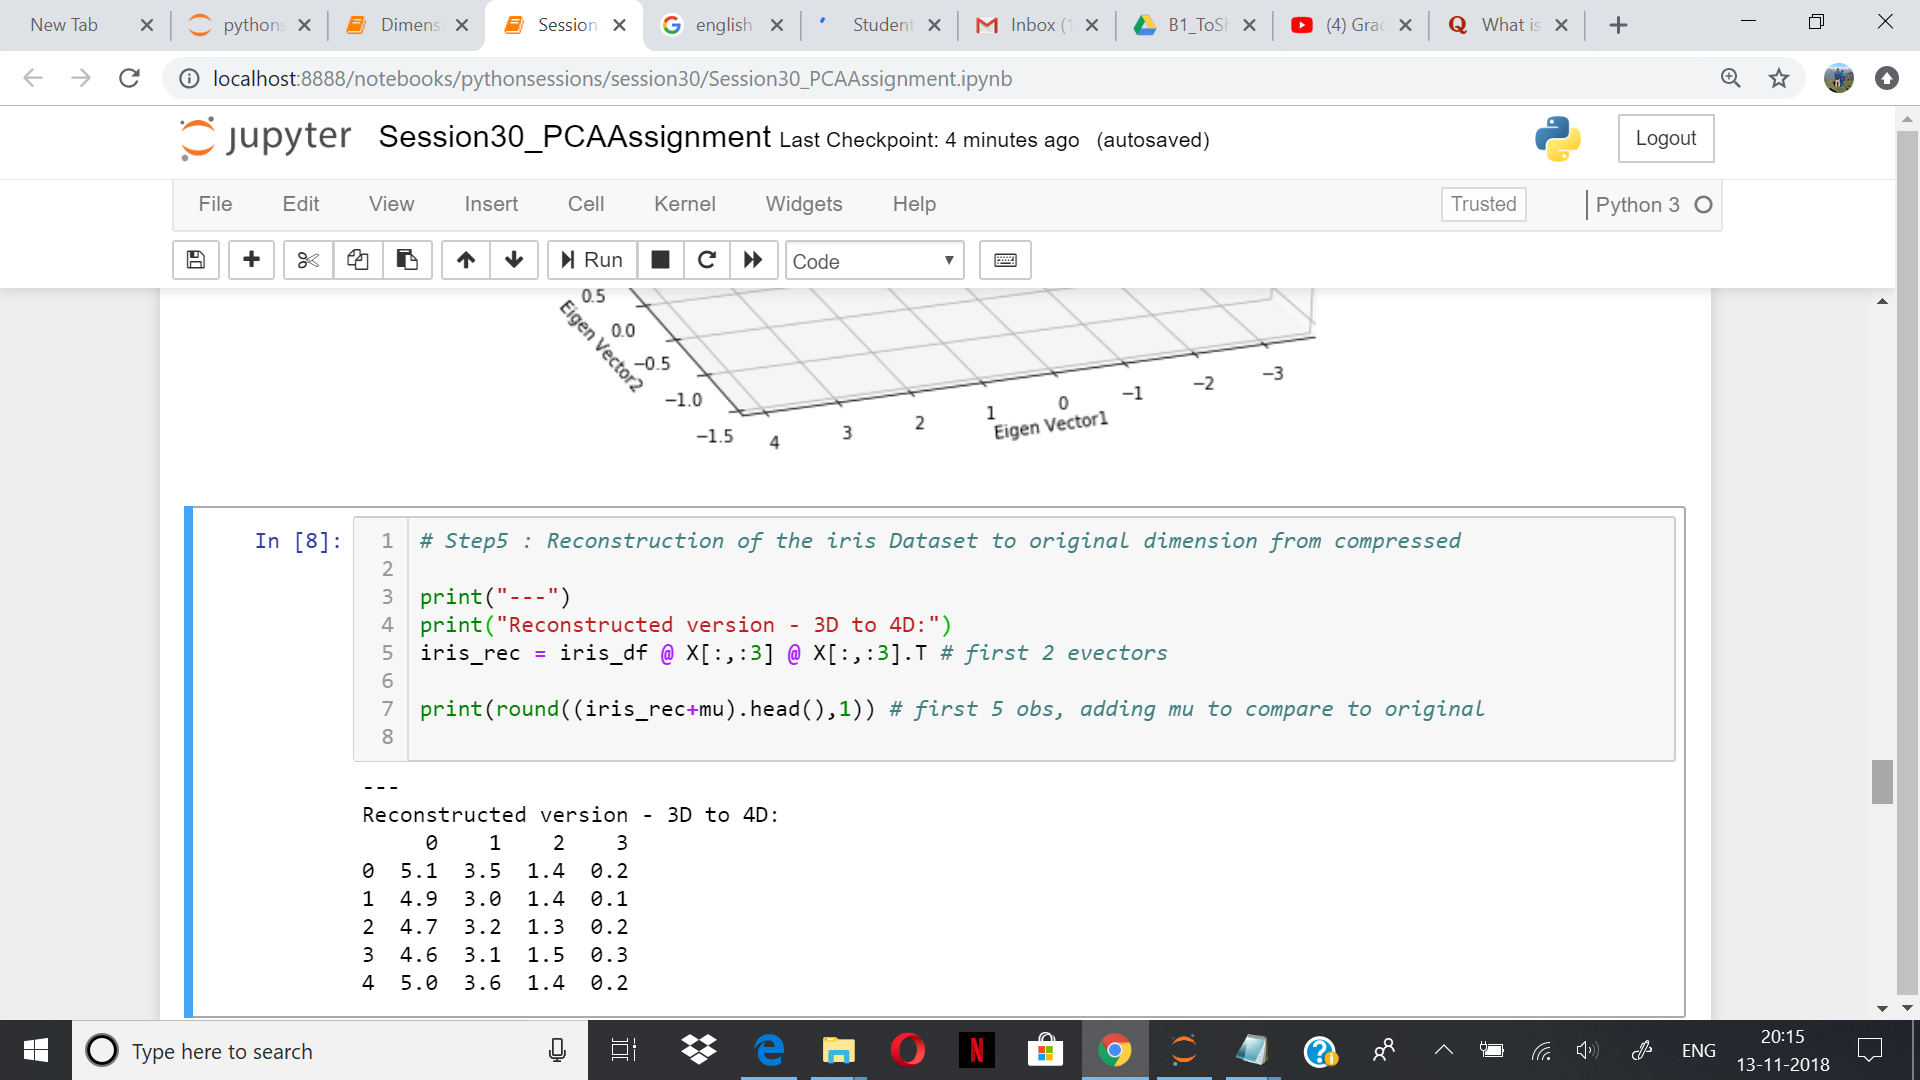 New Tab
python
Dimens
Session
english
Student
Inbox (1
B1_ToSh
(4) Grac
What is
localhost:8888/notebooks/pythonsessions/session30/Session30_PCAAssignment.ipynb
jupyter Session30_PCAAssignment Last Checkpoint: 4 minutes ago (autosaved)
Logout
File Edit View Insert Cell Kernel Widgets Help
Trusted
Python 3
Run
Code
0.5
0.0
−0.5
−1.0
−1.5
Eigen Vector2
4 3 2 1 0 −1 −2 −3
Eigen Vector1
In [8]:
1 # Step5 : Reconstruction of the iris Dataset to original dimension from compressed
2
3 print("---")
4 print("Reconstructed version - 3D to 4D:")
5 iris_rec = iris_df @ X[:,:3] @ X[:,:3].T # first 2 evectors
6
7 print(round((iris_rec+mu).head(),1)) # first 5 obs, adding mu to compare to original
8
---
Reconstructed version - 3D to 4D:
0 1 2 3
0 5.1 3.5 1.4 0.2
1 4.9 3.0 1.4 0.1
2 4.7 3.2 1.3 0.2
3 4.6 3.1 1.5 0.3
4 5.0 3.6 1.4 0.2
Type here to search
ENG
20:15
13-11-2018